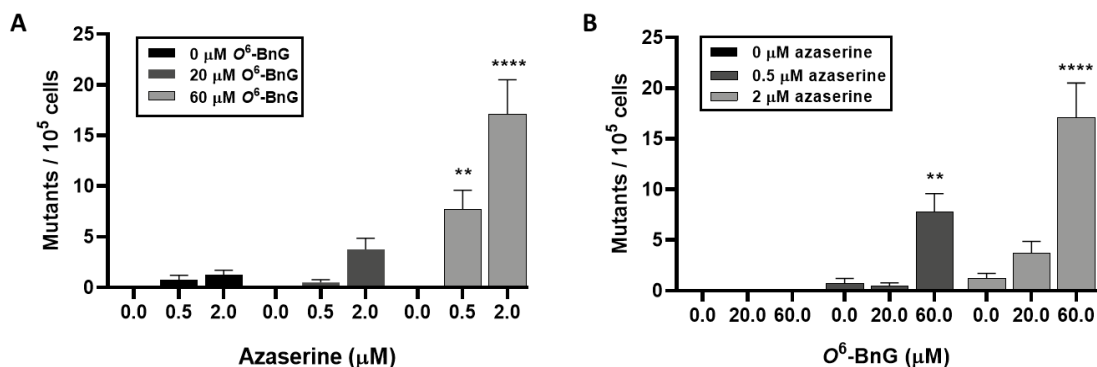 A
0 μM O⁶-BnG
20 μM O⁶-BnG
60 μM O⁶-BnG
Mutants / 10⁵ cells
25
20
15
10
5
0
**
****
0.0 0.5 2.0 0.0 0.5 2.0 0.0 0.5 2.0
Azaserine (μM)
B
0 μM azaserine
0.5 μM azaserine
2 μM azaserine
Mutants / 10⁵ cells
25
20
15
10
5
0
**
****
0.0 20.0 60.0 0.0 20.0 60.0 0.0 20.0 60.0
O⁶-BnG (μM)